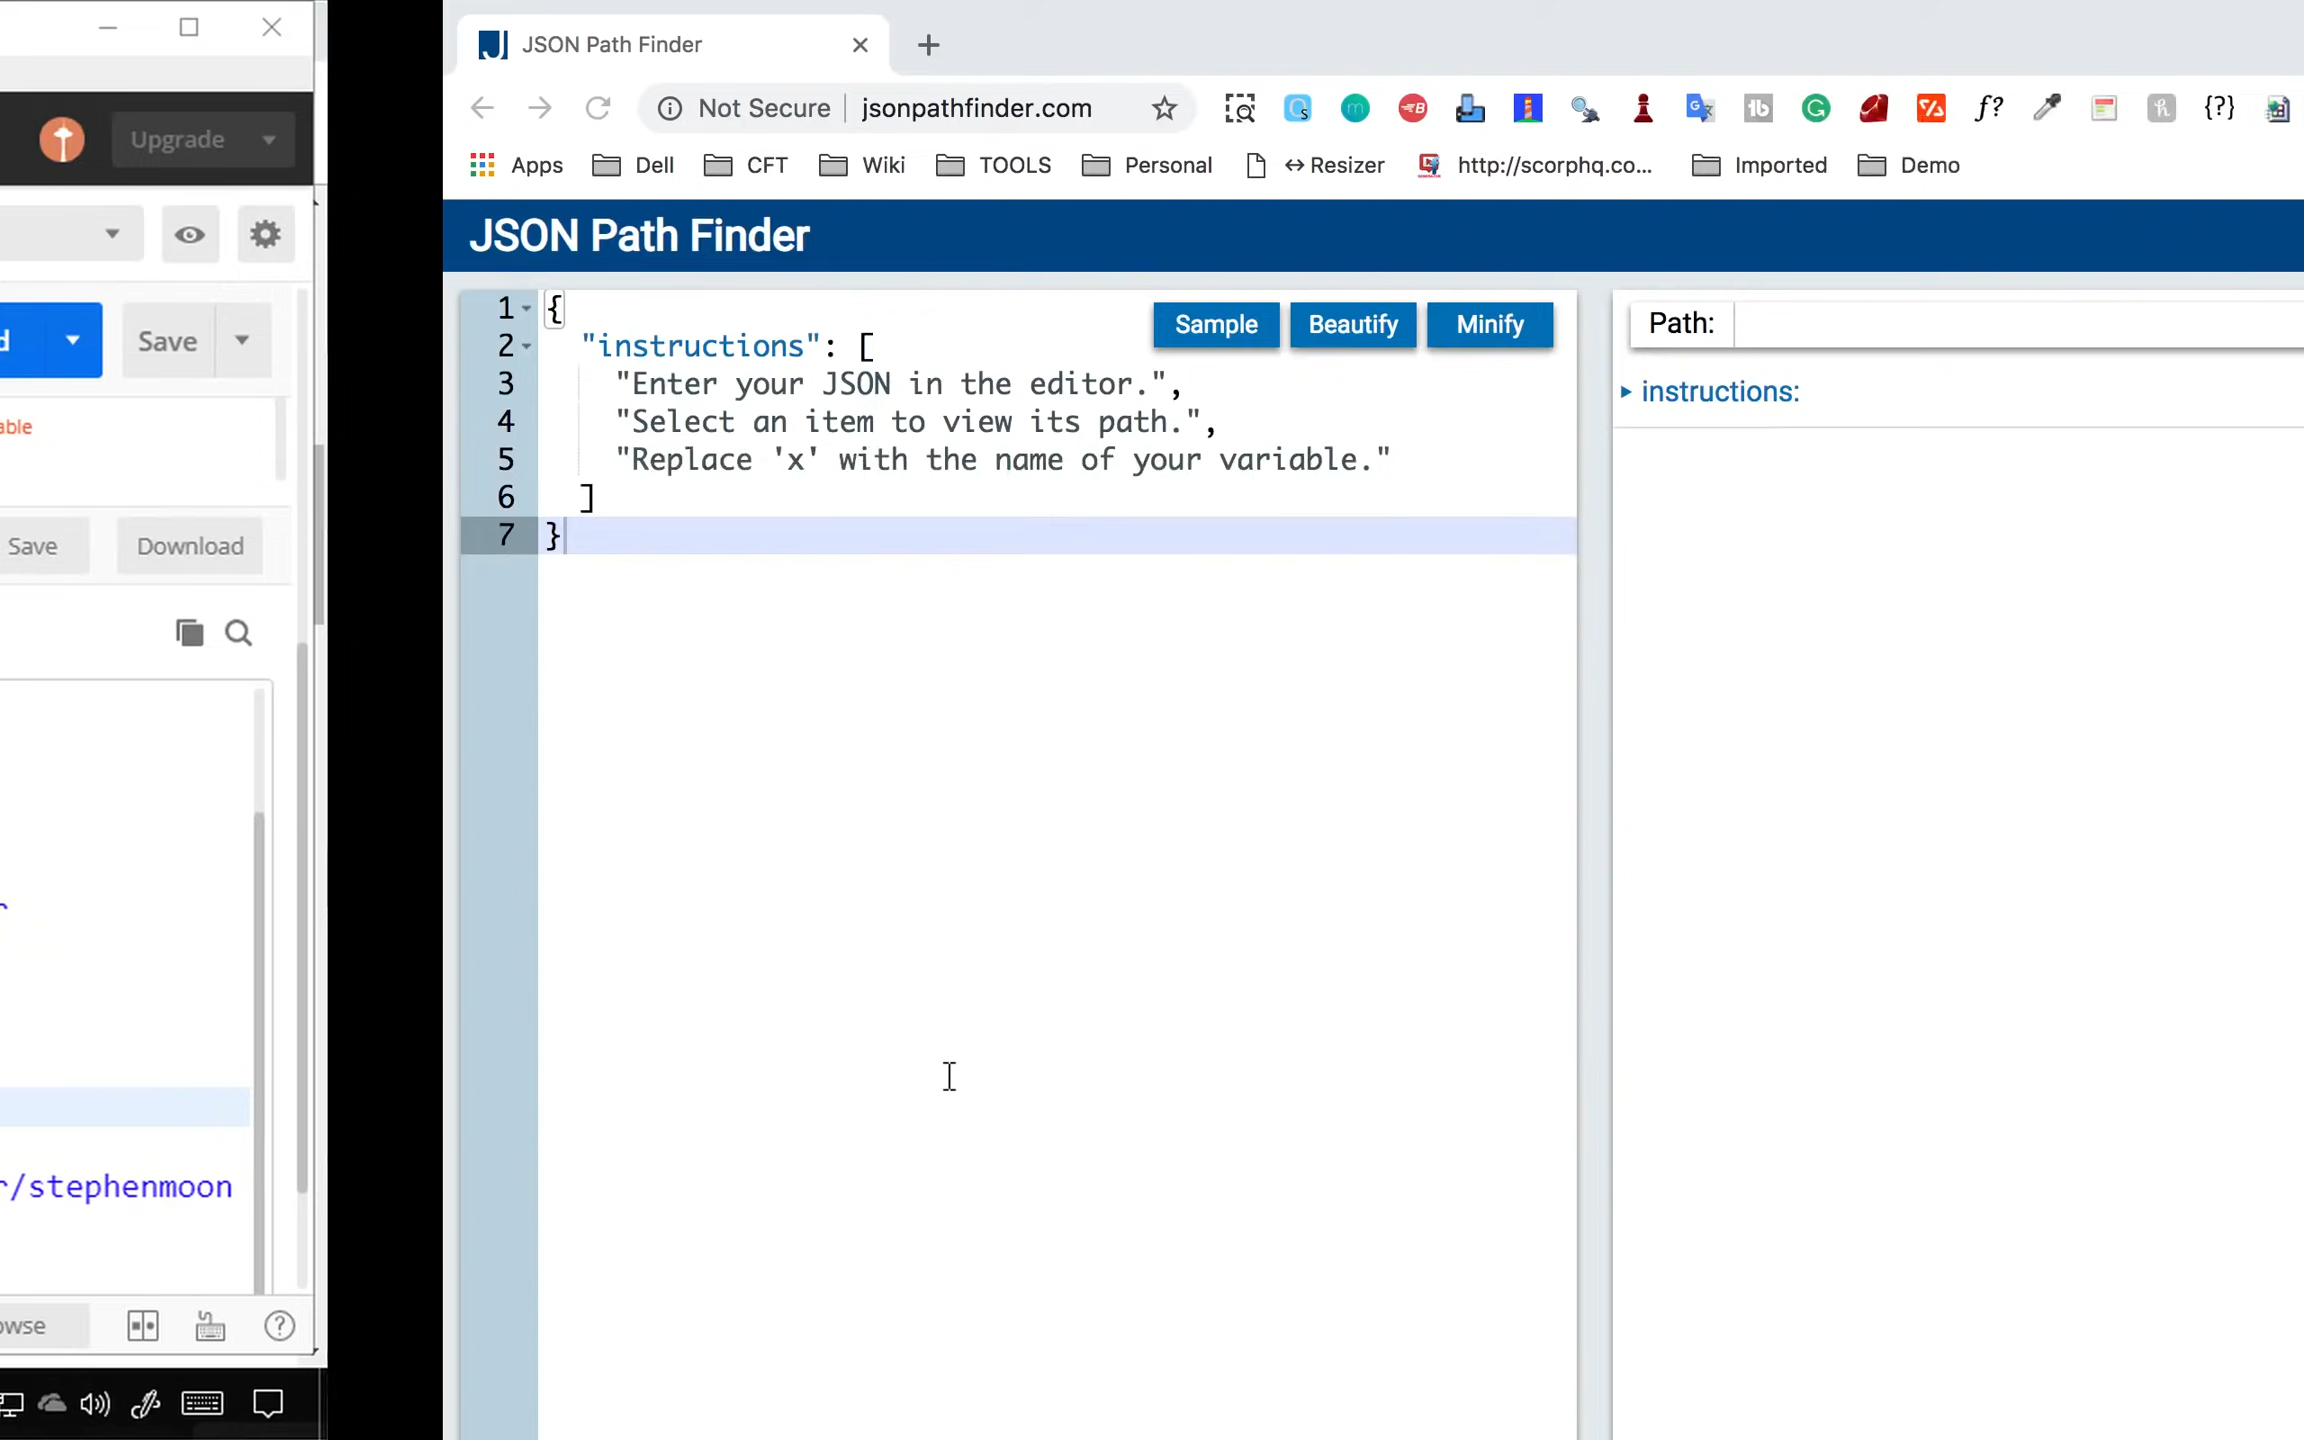 Upgrade
d
Save
able
Save
Download
r
r/stephenmoon
owse
JSON Path Finder
Not Secure
jsonpathfinder.com
Apps
Dell
CFT
Wiki
TOOLS
Personal
↔Resizer
http://scorphq.co...
Imported
Demo
JSON Path Finder
Sample
Beautify
Minify
1 {
2 "instructions": [
3 "Enter your JSON in the editor.",
4 "Select an item to view its path.",
5 "Replace 'x' with the name of your variable."
6 ]
7 }
Path:
instructions: